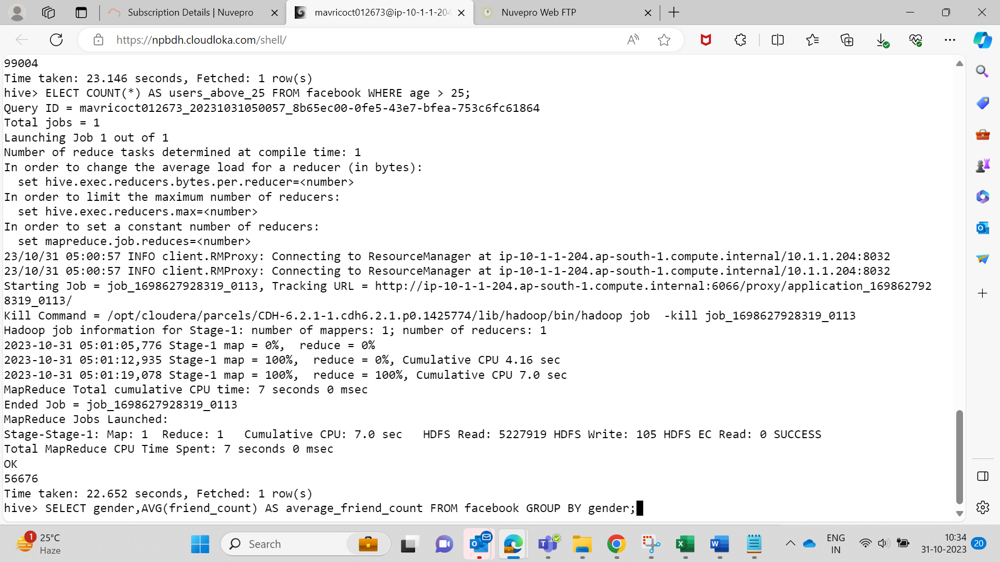 Subscription Details | Nuvepro
mavricoct012673@ip-10-1-1-204
Nuvepro Web FTP
https://npbdh.cloudloka.com/shell/
99004
Time taken: 23.146 seconds, Fetched: 1 row(s)
hive> ELECT COUNT(*) AS users_above_25 FROM facebook WHERE age > 25;
Query ID = mavricoct012673_20231031050057_8b65ec00-0fe5-43e7-bfea-753c6fc61864
Total jobs = 1
Launching Job 1 out of 1
Number of reduce tasks determined at compile time: 1
In order to change the average load for a reducer (in bytes):
  set hive.exec.reducers.bytes.per.reducer=<number>
In order to limit the maximum number of reducers:
  set hive.exec.reducers.max=<number>
In order to set a constant number of reducers:
  set mapreduce.job.reduces=<number>
23/10/31 05:00:57 INFO client.RMProxy: Connecting to ResourceManager at ip-10-1-1-204.ap-south-1.compute.internal/10.1.1.204:8032
23/10/31 05:00:57 INFO client.RMProxy: Connecting to ResourceManager at ip-10-1-1-204.ap-south-1.compute.internal/10.1.1.204:8032
Starting Job = job_1698627928319_0113, Tracking URL = http://ip-10-1-1-204.ap-south-1.compute.internal:6066/proxy/application_169862792
8319_0113/
Kill Command = /opt/cloudera/parcels/CDH-6.2.1-1.cdh6.2.1.p0.1425774/lib/hadoop/bin/hadoop job  -kill job_1698627928319_0113
Hadoop job information for Stage-1: number of mappers: 1; number of reducers: 1
2023-10-31 05:01:05,776 Stage-1 map = 0%,  reduce = 0%
2023-10-31 05:01:12,935 Stage-1 map = 100%,  reduce = 0%, Cumulative CPU 4.16 sec
2023-10-31 05:01:19,078 Stage-1 map = 100%,  reduce = 100%, Cumulative CPU 7.0 sec
MapReduce Total cumulative CPU time: 7 seconds 0 msec
Ended Job = job_1698627928319_0113
MapReduce Jobs Launched:
Stage-Stage-1: Map: 1  Reduce: 1   Cumulative CPU: 7.0 sec   HDFS Read: 5227919 HDFS Write: 105 HDFS EC Read: 0 SUCCESS
Total MapReduce CPU Time Spent: 7 seconds 0 msec
OK
56676
Time taken: 22.652 seconds, Fetched: 1 row(s)
hive> SELECT gender,AVG(friend_count) AS average_friend_count FROM facebook GROUP BY gender;
1
25°C
Haze
Search
ENG
IN
10:34
31-10-2023
20